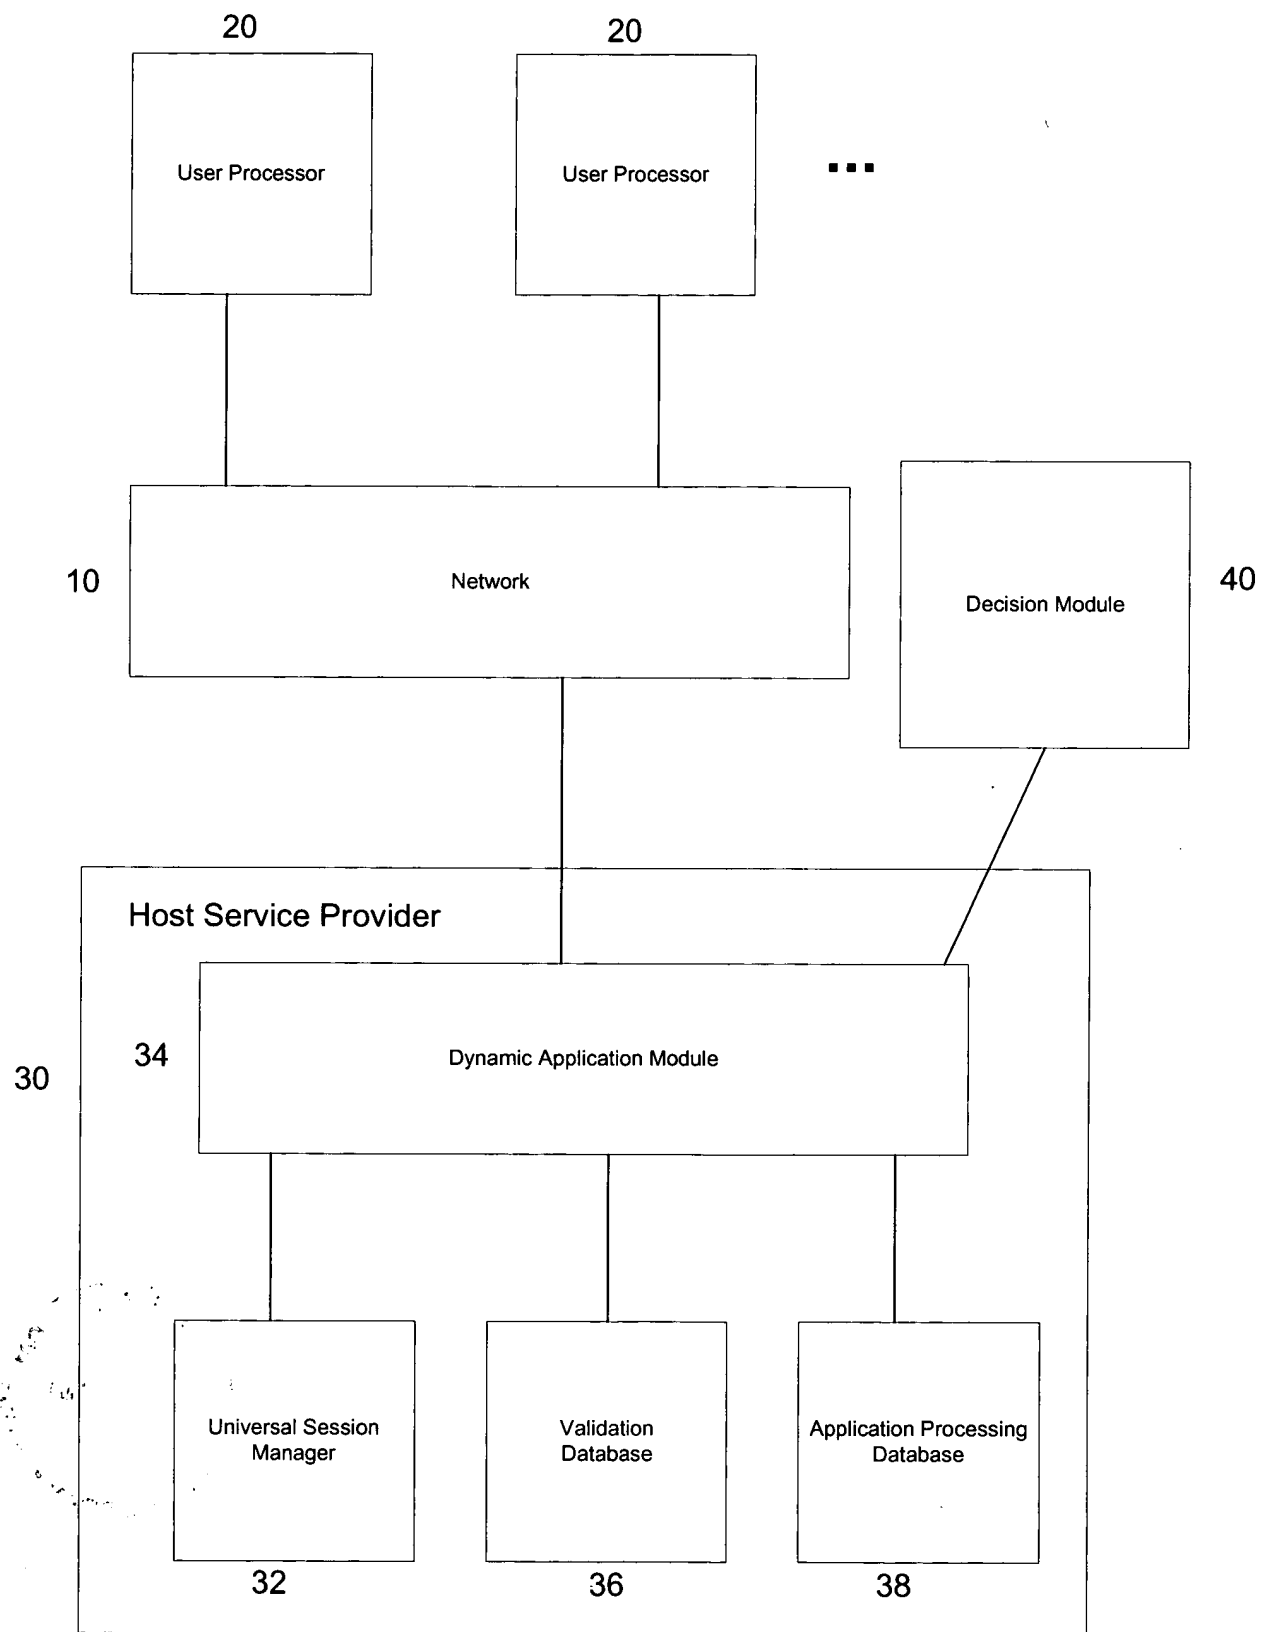 20
20
User Processor
User Processor
...
Network
10
Decision Module
40
Host Service Provider
34
Dynamic Application Module
30
Universal Session
Manager
Validation
Database
Application Processing
Database
32
36
38